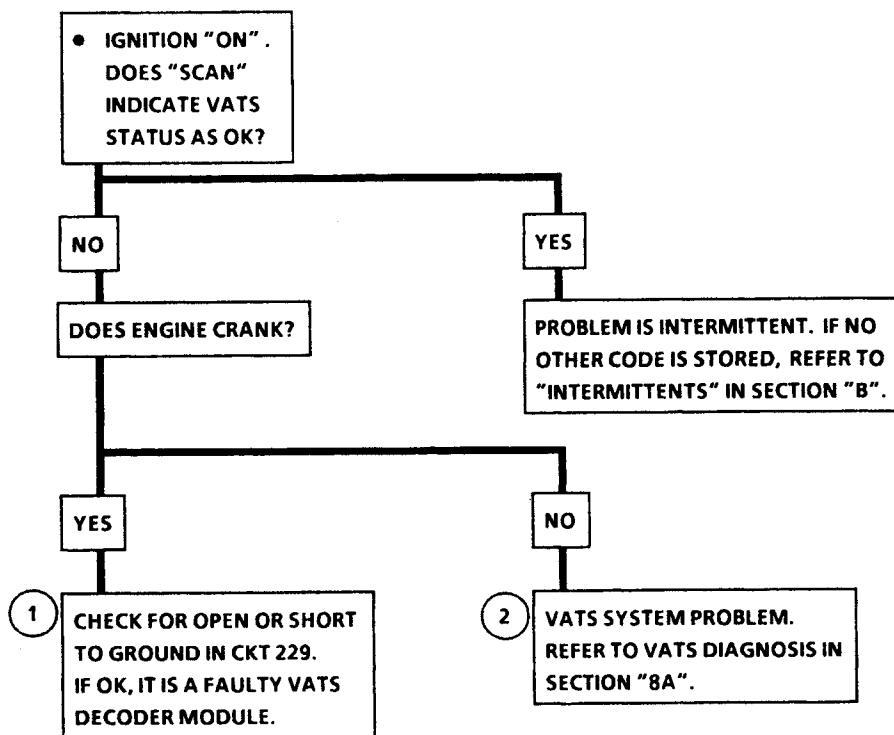 ● IGNITION "ON".
DOES "SCAN"
INDICATE VATS
STATUS AS OK?
NO
YES
DOES ENGINE CRANK?
PROBLEM IS INTERMITTENT. IF NO
OTHER CODE IS STORED, REFER TO
"INTERMITTENTS" IN SECTION "B".
YES
NO
1
CHECK FOR OPEN OR SHORT
TO GROUND IN CKT 229.
IF OK, IT IS A FAULTY VATS
DECODER MODULE.
2
VATS SYSTEM PROBLEM.
REFER TO VATS DIAGNOSIS IN
SECTION "8A".